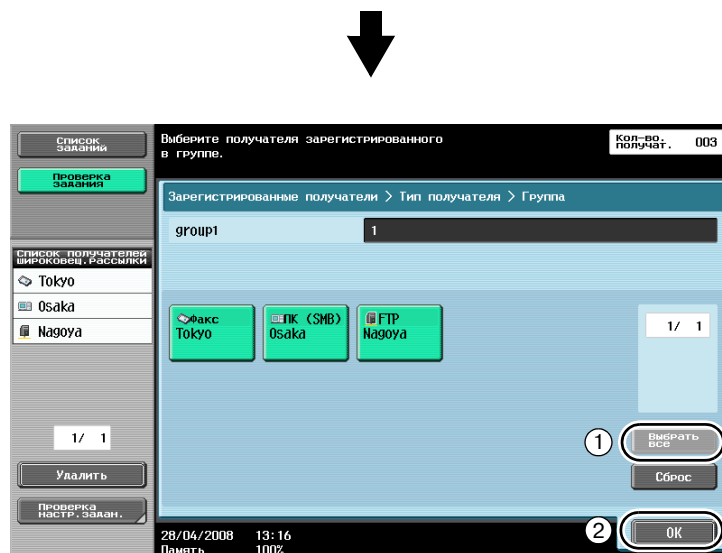 Список
заданий
Проверка
задания
Выберите получателя зарегистрированного
в группе.
Кол-во.
получат. 003
Зарегистрированные получатели > Тип получателя > Группа
group1 1
Список получателей
широковещ.рассылки
Tokyo
Osaka
Nagoya
Факс
Tokyo
ПК (SMB)
Osaka
FTP
Nagoya
1/ 1
1/ 1
Удалить
Проверка
настр.задан.
1
Выбрать
все
Сброс
2
OK
28/04/2008 13:16
Память 100%